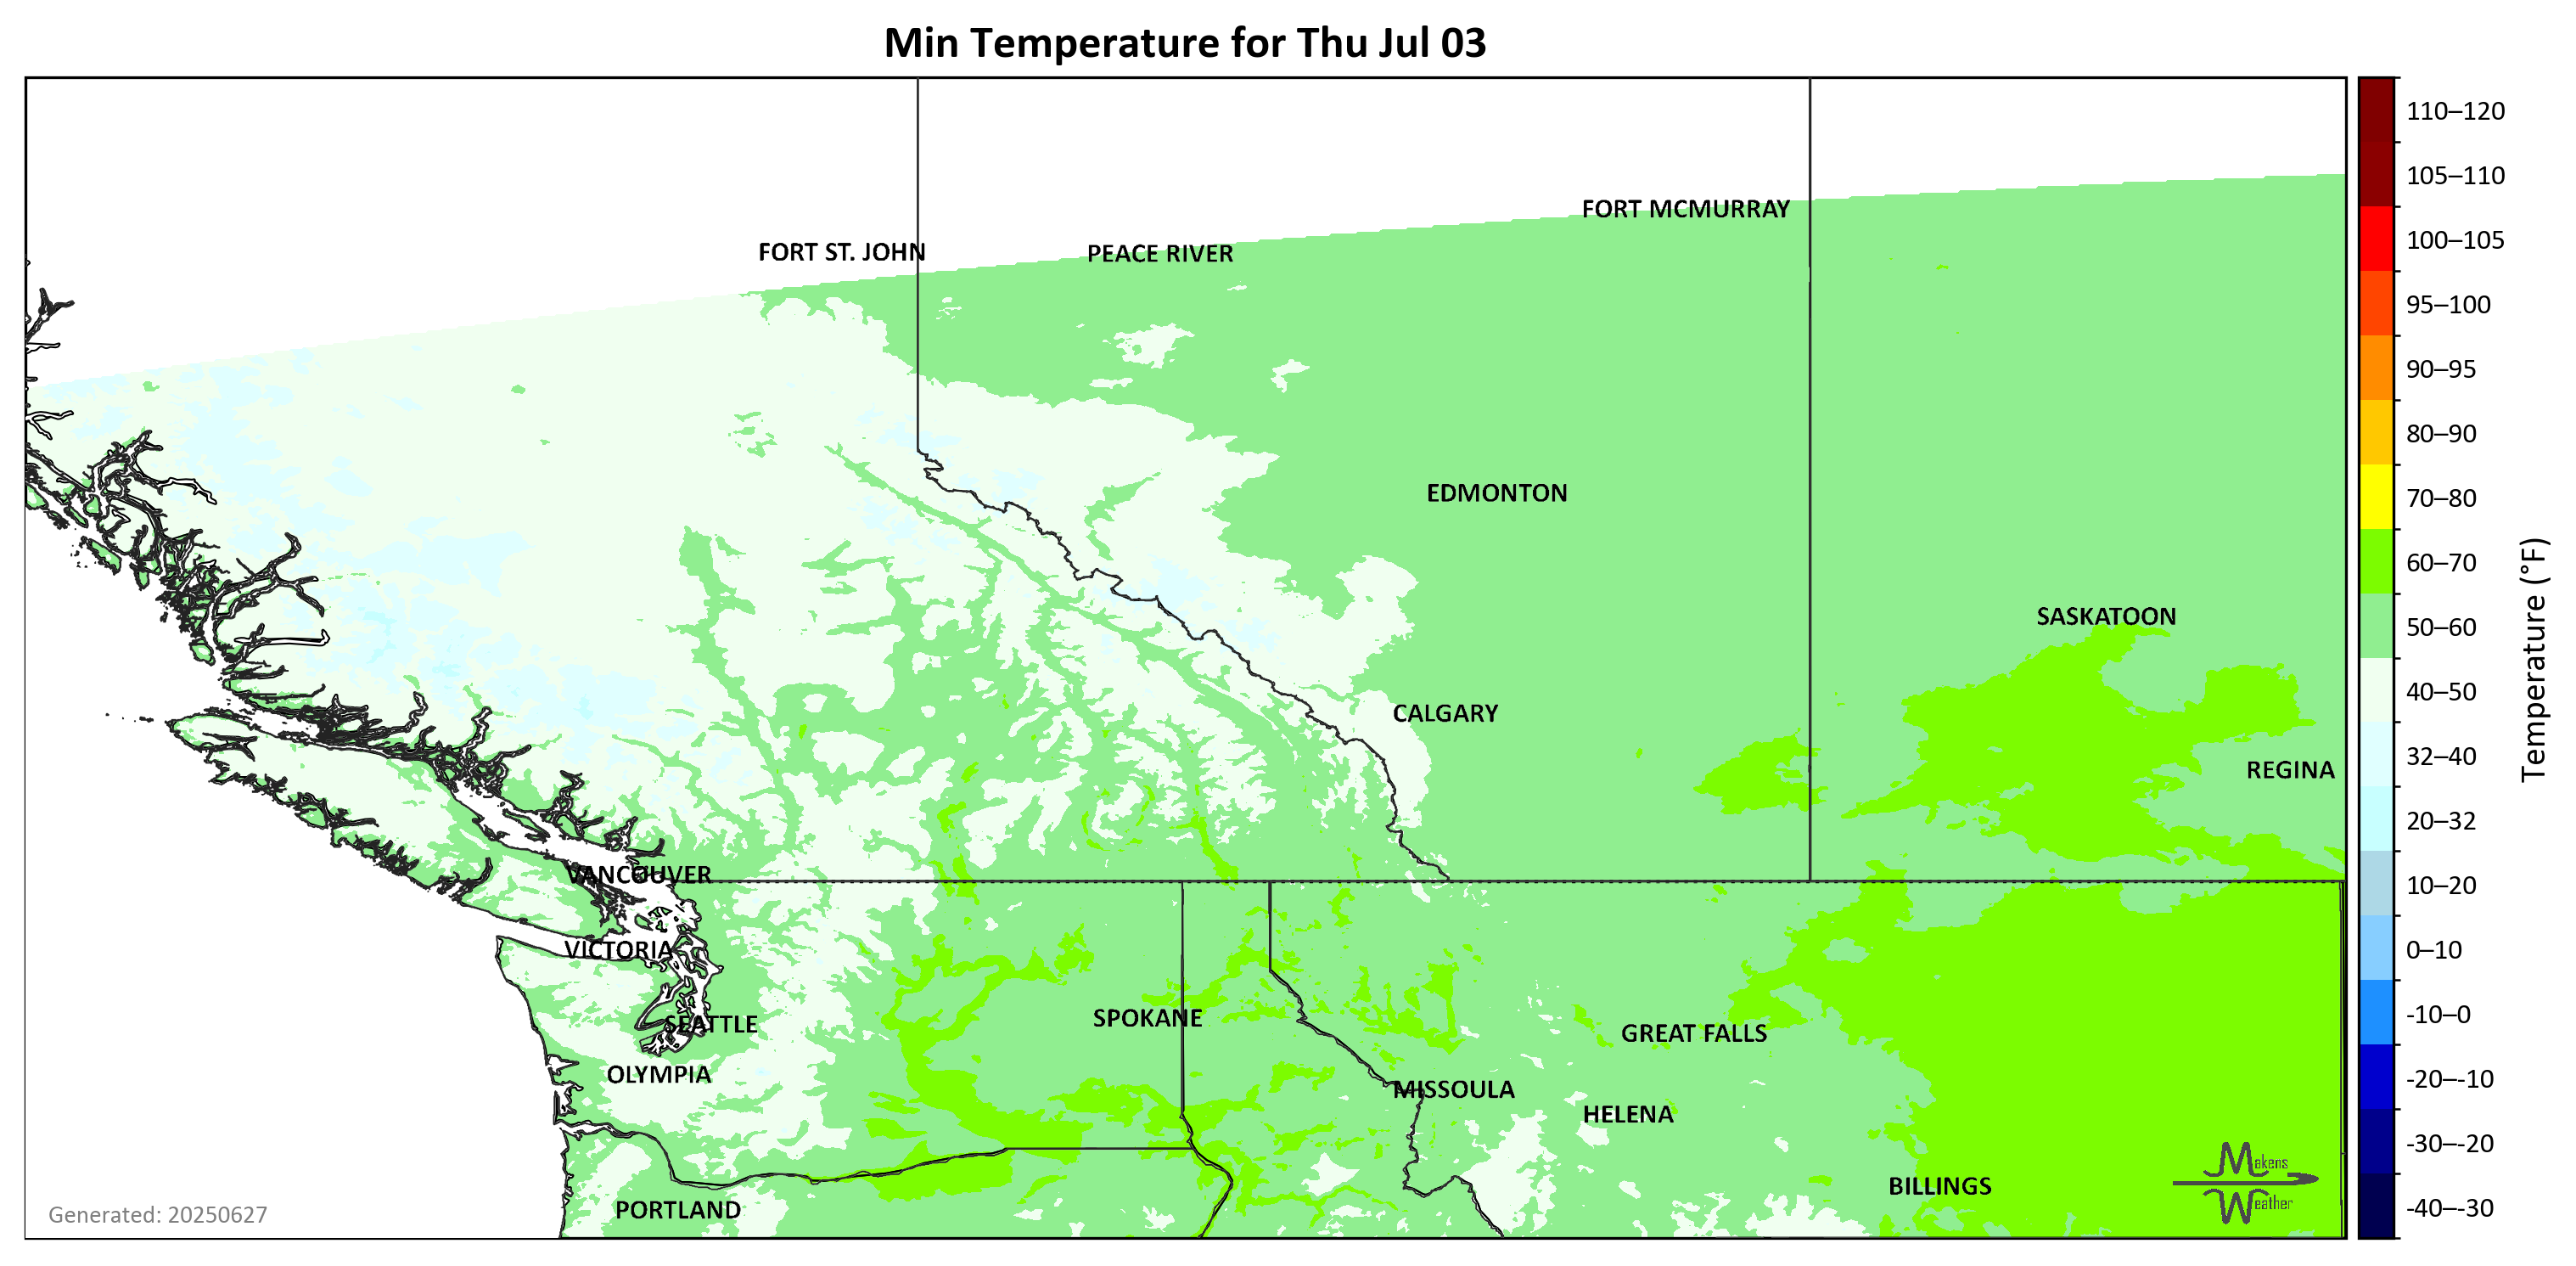 Min Temperature for Thu Jul 03
FORT MCMURRAY
FORT ST. JOHN
PEACE RIVER
EDMONTON
SASKATOON
CALGARY
REGINA
VANCOUVER
VICTORIA
SPOKANE
SEATTLE
GREAT FALLS
OLYMPIA
MISSOULA
HELENA
BILLINGS
PORTLAND
Makens
Weather
Generated: 20250627
110–120
105–110
100–105
95–100
90–95
80–90
70–80
60–70
50–60
40–50
32–40
20–32
10–20
0–10
-10–0
-20–-10
-30–-20
-40–-30
Temperature (°F)